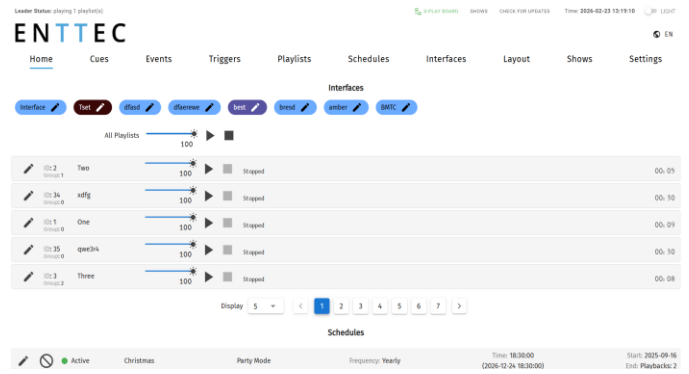 Leader Status: playing 1 playlist(s)
S-PLAY BOARD SHOWS CHECK FOR UPDATES Time: 2026-02-23 13:19:10 LIGHT
ENTTEC
EN
Home Cues Events Triggers Playlists Schedules Interfaces Layout Shows Settings
Interfaces
Interface Tset dfasd dfaerewe best bresd amber BMTC
All Playlists 100
ID: 2 Two 100 Stopped 00: 05
Group: 1
ID: 34 xdfg 100 Stopped 00: 30
Group: 0
ID: 1 One 100 Stopped 00: 09
Group: 0
ID: 35 qwe3r4 100 Stopped 00: 30
Group: 0
ID: 3 Three 100 Stopped 00: 08
Group: 2
Display 5 1 2 3 4 5 6 7
Schedules
Active Christmas Party Mode Frequency: Yearly Time: 18:30:00 Start: 2025-09-16
(2026-12-24 18:30:00) End: Playbacks: 2